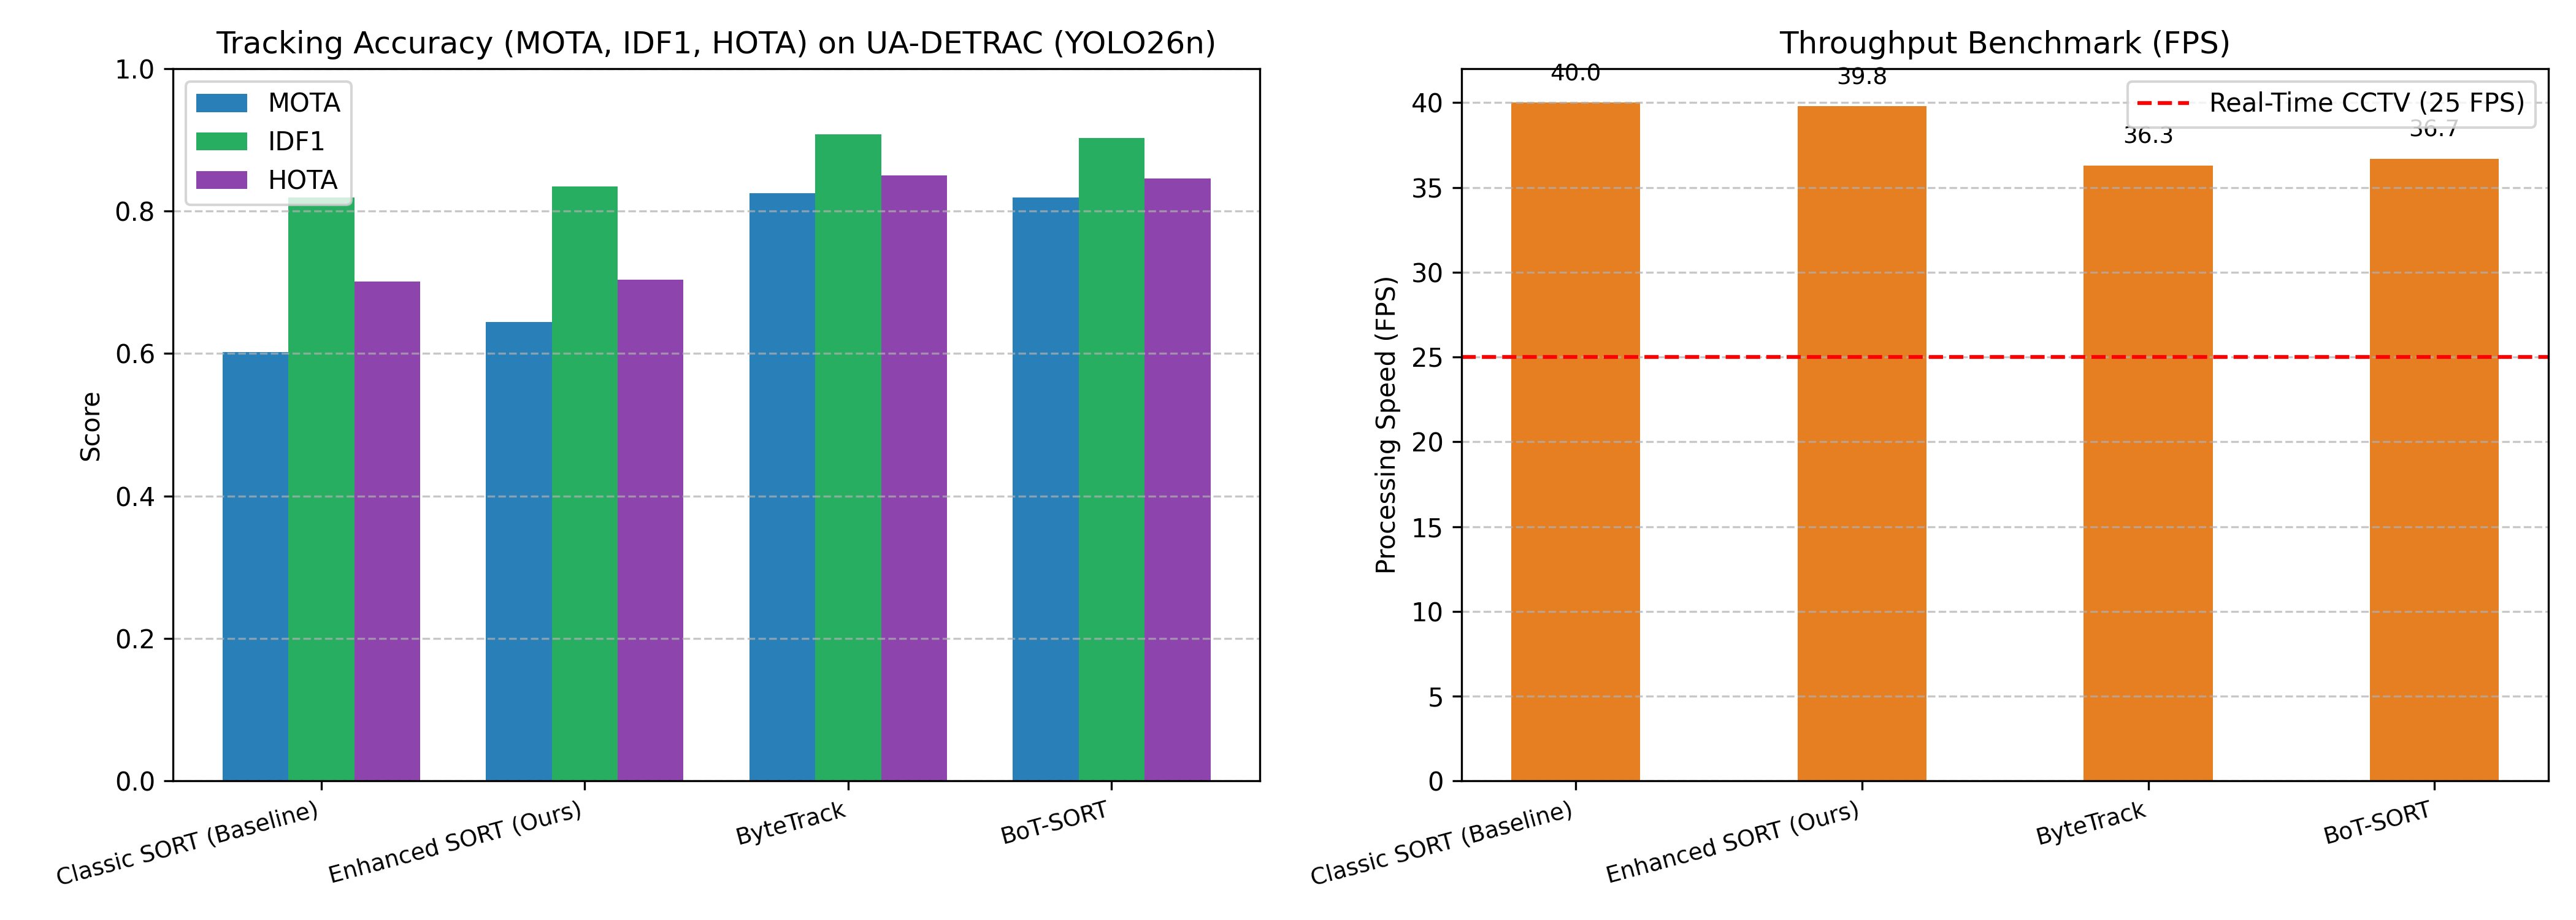 Tracking Accuracy (MOTA, IDF1, HOTA) on UA-DETRAC (YOLO26n)
1.0
0.8
0.6
0.4
0.2
0.0
Score
MOTA
IDF1
HOTA
Classic SORT (Baseline)
Enhanced SORT (Ours)
ByteTrack
BoT-SORT
Throughput Benchmark (FPS)
40
35
30
25
20
15
10
5
0
Processing Speed (FPS)
Real-Time CCTV (25 FPS)
40.0
39.8
36.3
36.7
Classic SORT (Baseline)
Enhanced SORT (Ours)
ByteTrack
BoT-SORT